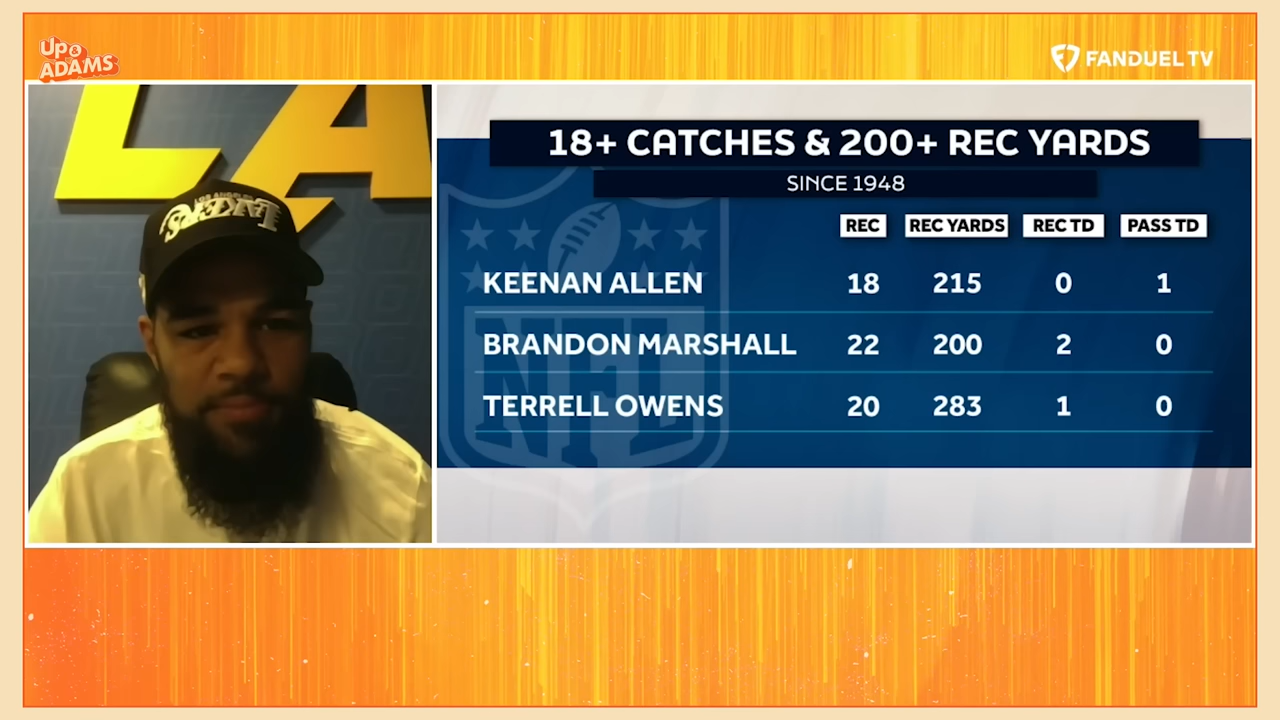 Up &
ADAMS
FANDUEL TV
LA
18+ CATCHES & 200+ REC YARDS
SINCE 1948
REC REC YARDS REC TD PASS TD
KEENAN ALLEN 18 215 0 1
BRANDON MARSHALL 22 200 2 0
TERRELL OWENS 20 283 1 0
NFL